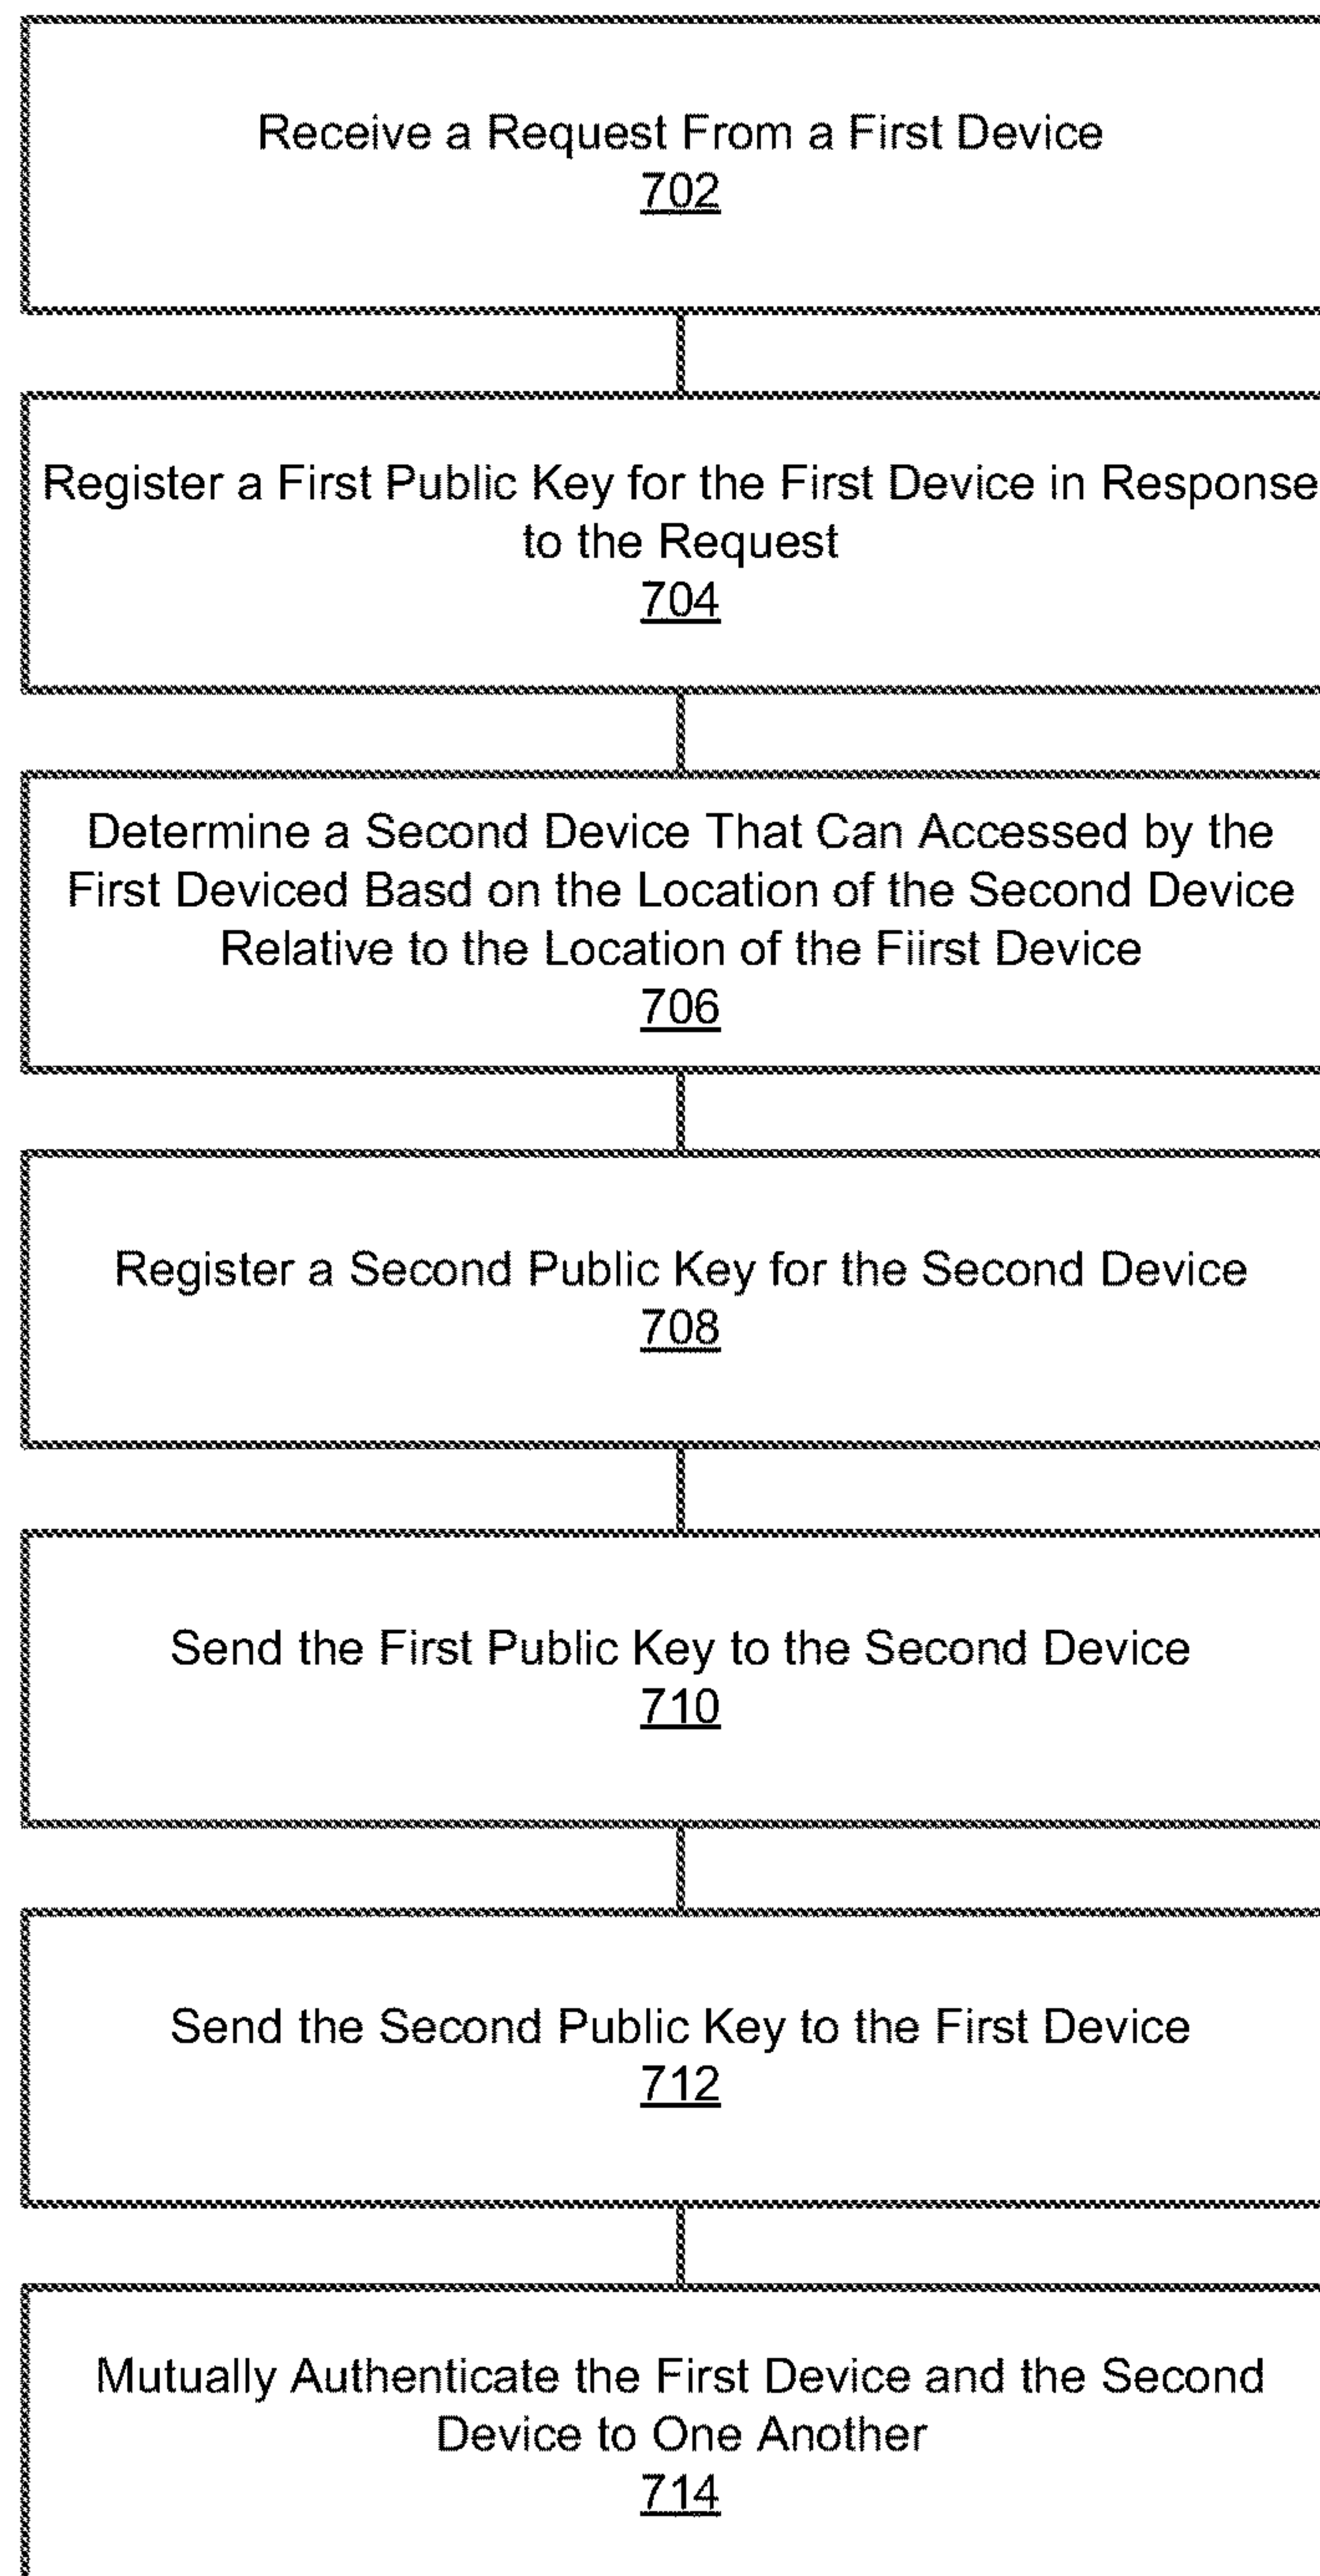 Receive a Request From a First Device
702
Register a First Public Key for the First Device in Response
to the Request
704
Determine a Second Device That Can Accessed by the
First Deviced Basd on the Location of the Second Device
Relative to the Location of the Fiirst Device
706
Register a Second Public Key for the Second Device
708
Send the First Public Key to the Second Device
710
Send the Second Public Key to the First Device
712
Mutually Authenticate the First Device and the Second
Device to One Another
714